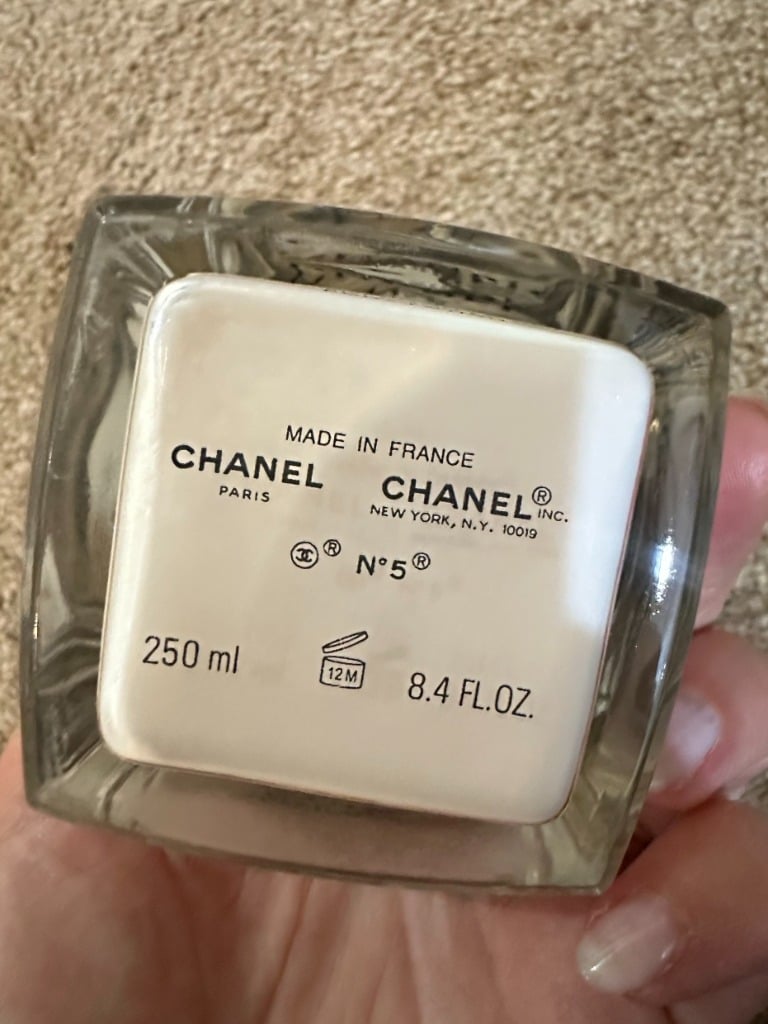 MADE IN FRANCE
CHANEL
PARIS
CHANEL® INC.
NEW YORK, N.Y. 10019
® N°5®
250 ml
12M
8.4 FL.OZ.